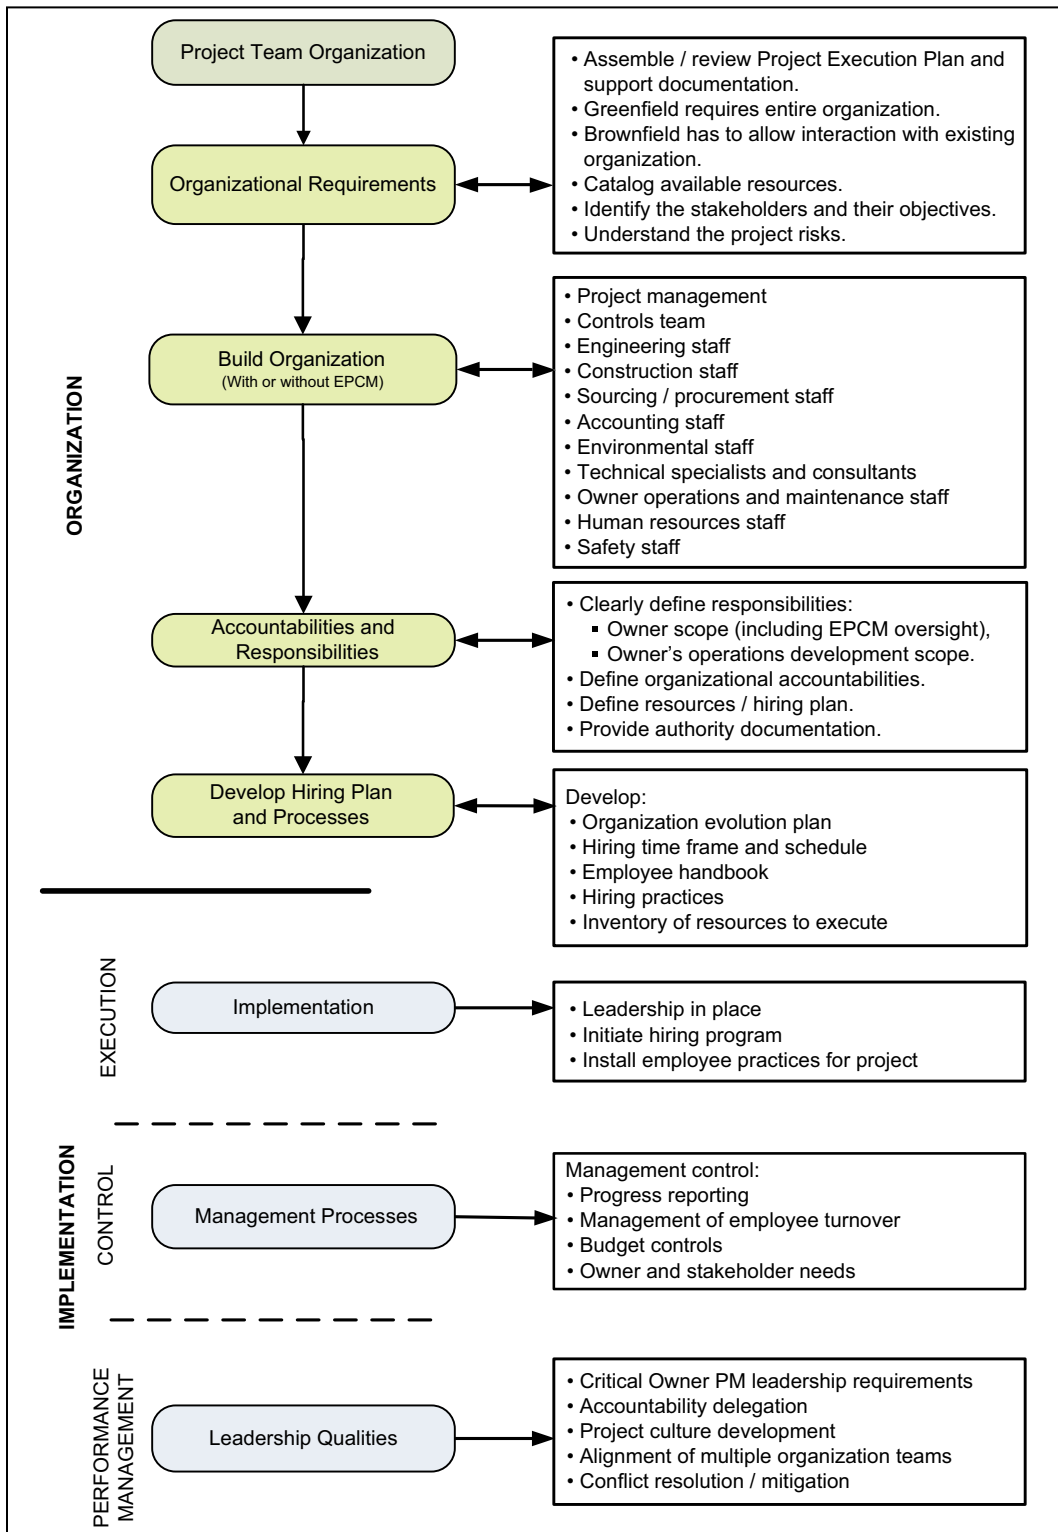 Project Team Organization
• Assemble / review Project Execution Plan and
support documentation.
• Greenfield requires entire organization.
• Brownfield has to allow interaction with existing
organization.
• Catalog available resources.
• Identify the stakeholders and their objectives.
• Understand the project risks.
Organizational Requirements
ORGANIZATION
Build Organization
(With or without EPCM)
• Project management
• Controls team
• Engineering staff
• Construction staff
• Sourcing / procurement staff
• Accounting staff
• Environmental staff
• Technical specialists and consultants
• Owner operations and maintenance staff
• Human resources staff
• Safety staff
Accountabilities and
Responsibilities
• Clearly define responsibilities:
▪ Owner scope (including EPCM oversight),
▪ Owner's operations development scope.
• Define organizational accountabilities.
• Define resources / hiring plan.
• Provide authority documentation.
Develop Hiring Plan
and Processes
Develop:
• Organization evolution plan
• Hiring time frame and schedule
• Employee handbook
• Hiring practices
• Inventory of resources to execute
IMPLEMENTATION
EXECUTION
Implementation
• Leadership in place
• Initiate hiring program
• Install employee practices for project
CONTROL
Management Processes
Management control:
• Progress reporting
• Management of employee turnover
• Budget controls
• Owner and stakeholder needs
PERFORMANCE
MANAGEMENT
Leadership Qualities
• Critical Owner PM leadership requirements
• Accountability delegation
• Project culture development
• Alignment of multiple organization teams
• Conflict resolution / mitigation